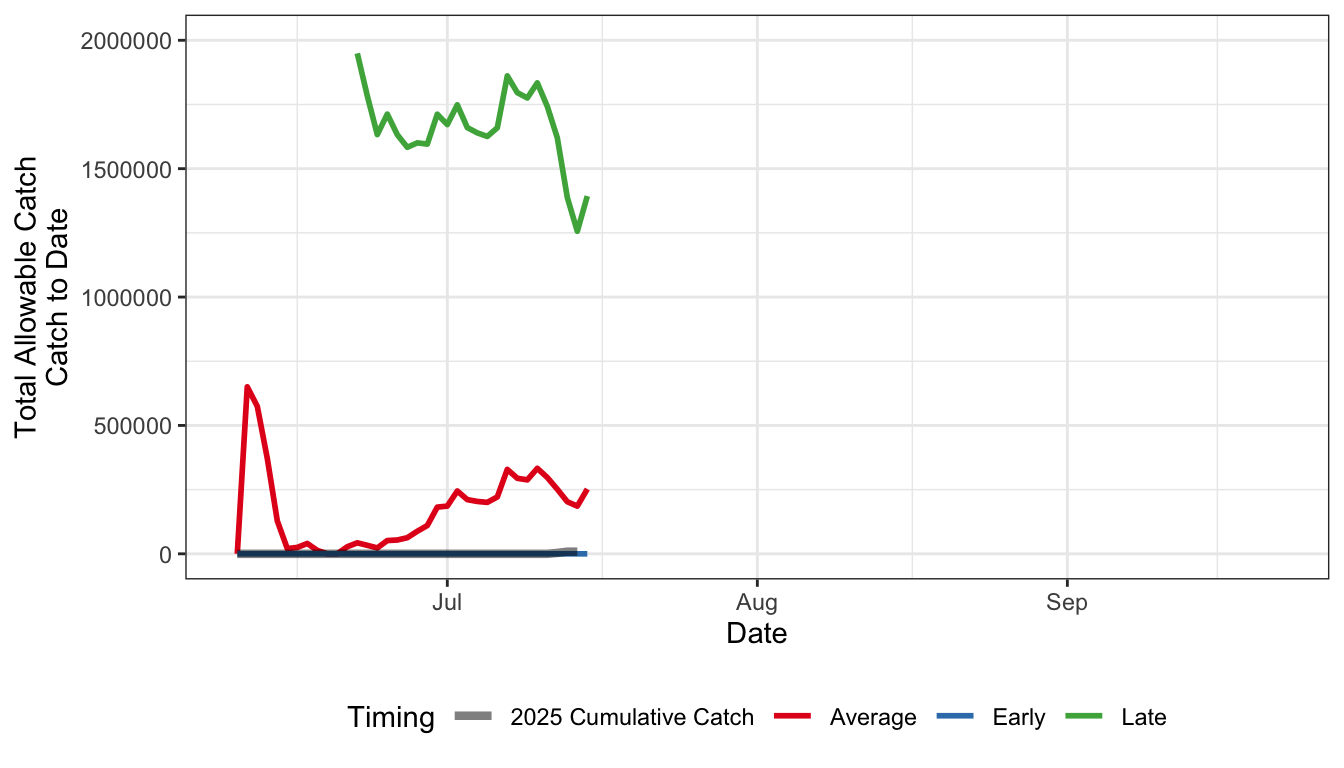 Total Allowable Catch
Catch to Date
2000000
1500000
1000000
500000
0
Jul Aug Sep
Date
Timing 2025 Cumulative Catch Average Early Late